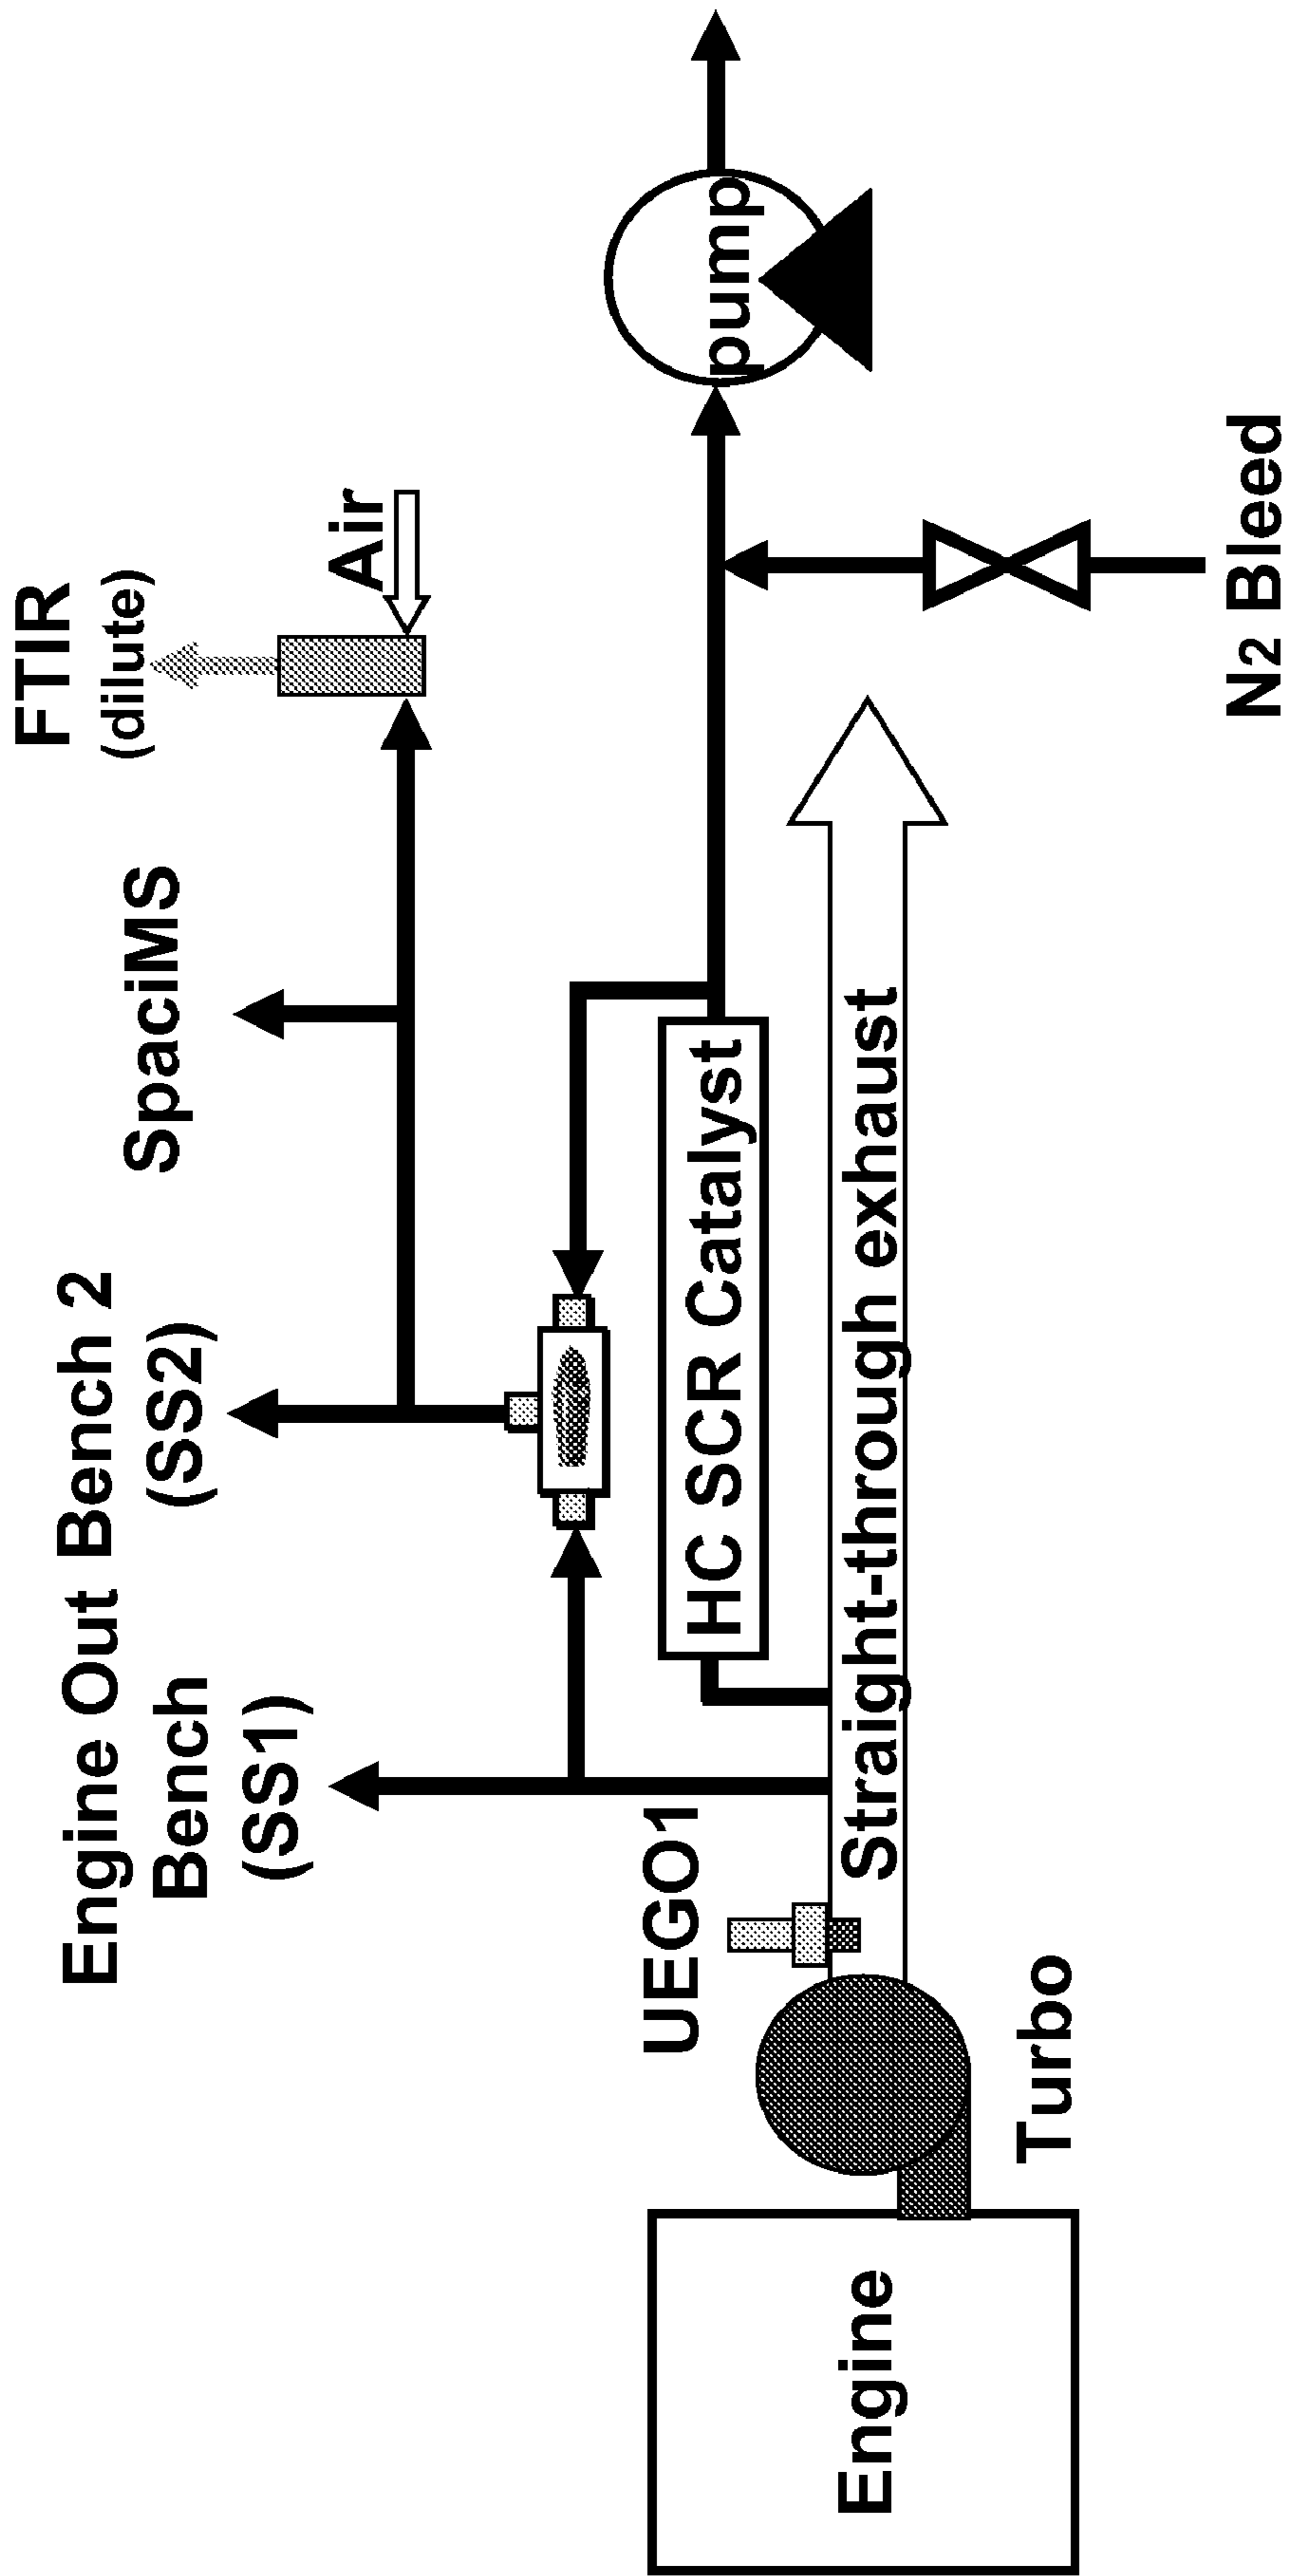 Engine Out
Bench
(SS1)
Bench 2
(SS2)
SpaciMS
FTIR
(dilute)
Air
UEGO1
HC SCR Catalyst
pump
Straight-through exhaust
Engine
Turbo
N2 Bleed